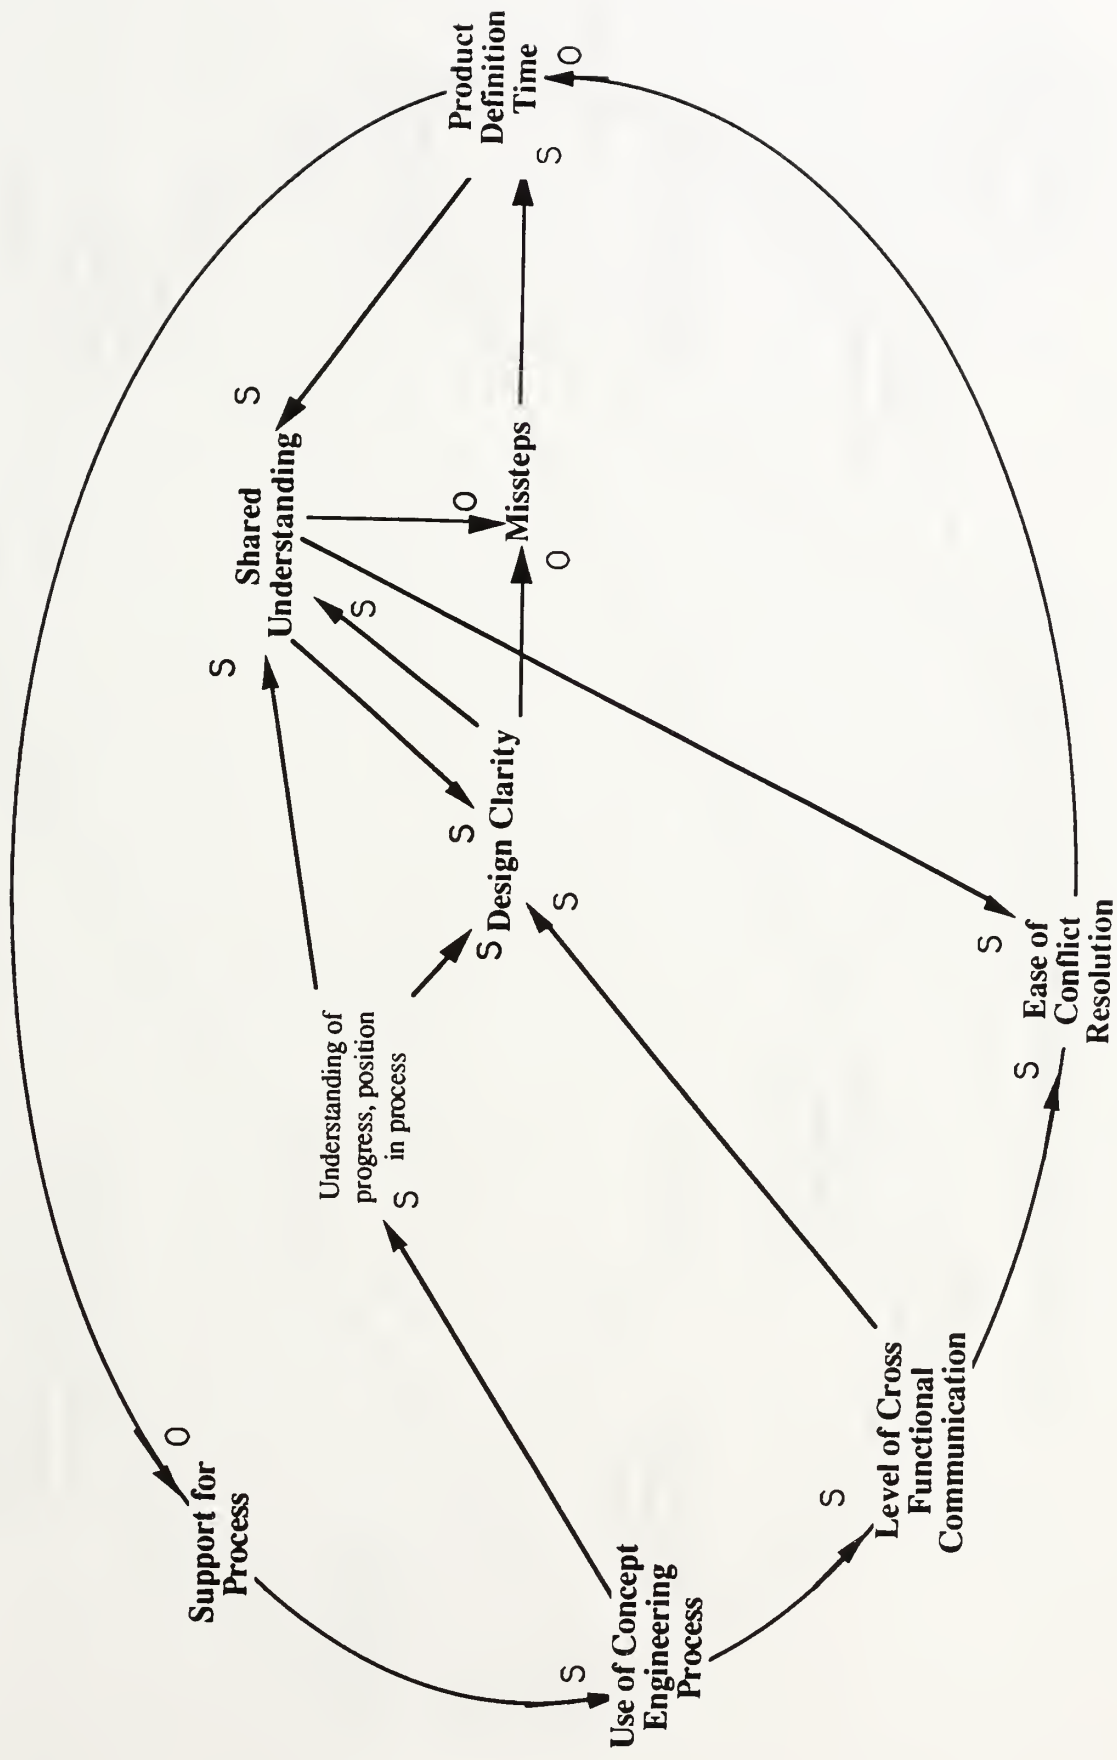 O
Support for
Process
S
S
Shared
Understanding
Understanding of
progress, position
in process
S
S
Product
Definition
Time
S
O
S
Design Clarity
Missteps
S
O
O
S
S
Use of Concept
Engineering
Process
S
Level of Cross
Functional
Communication
S
S
Ease of
Conflict
Resolution